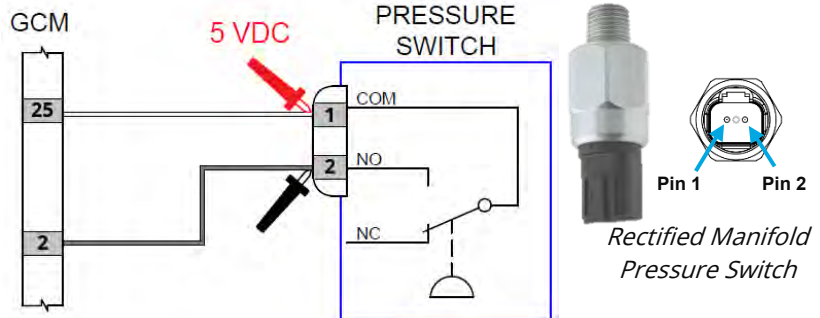 GCM
5 VDC
PRESSURE
SWITCH
25
1
COM
2
NO
2
NC
Pin 1
Pin 2
Rectified Manifold
Pressure Switch